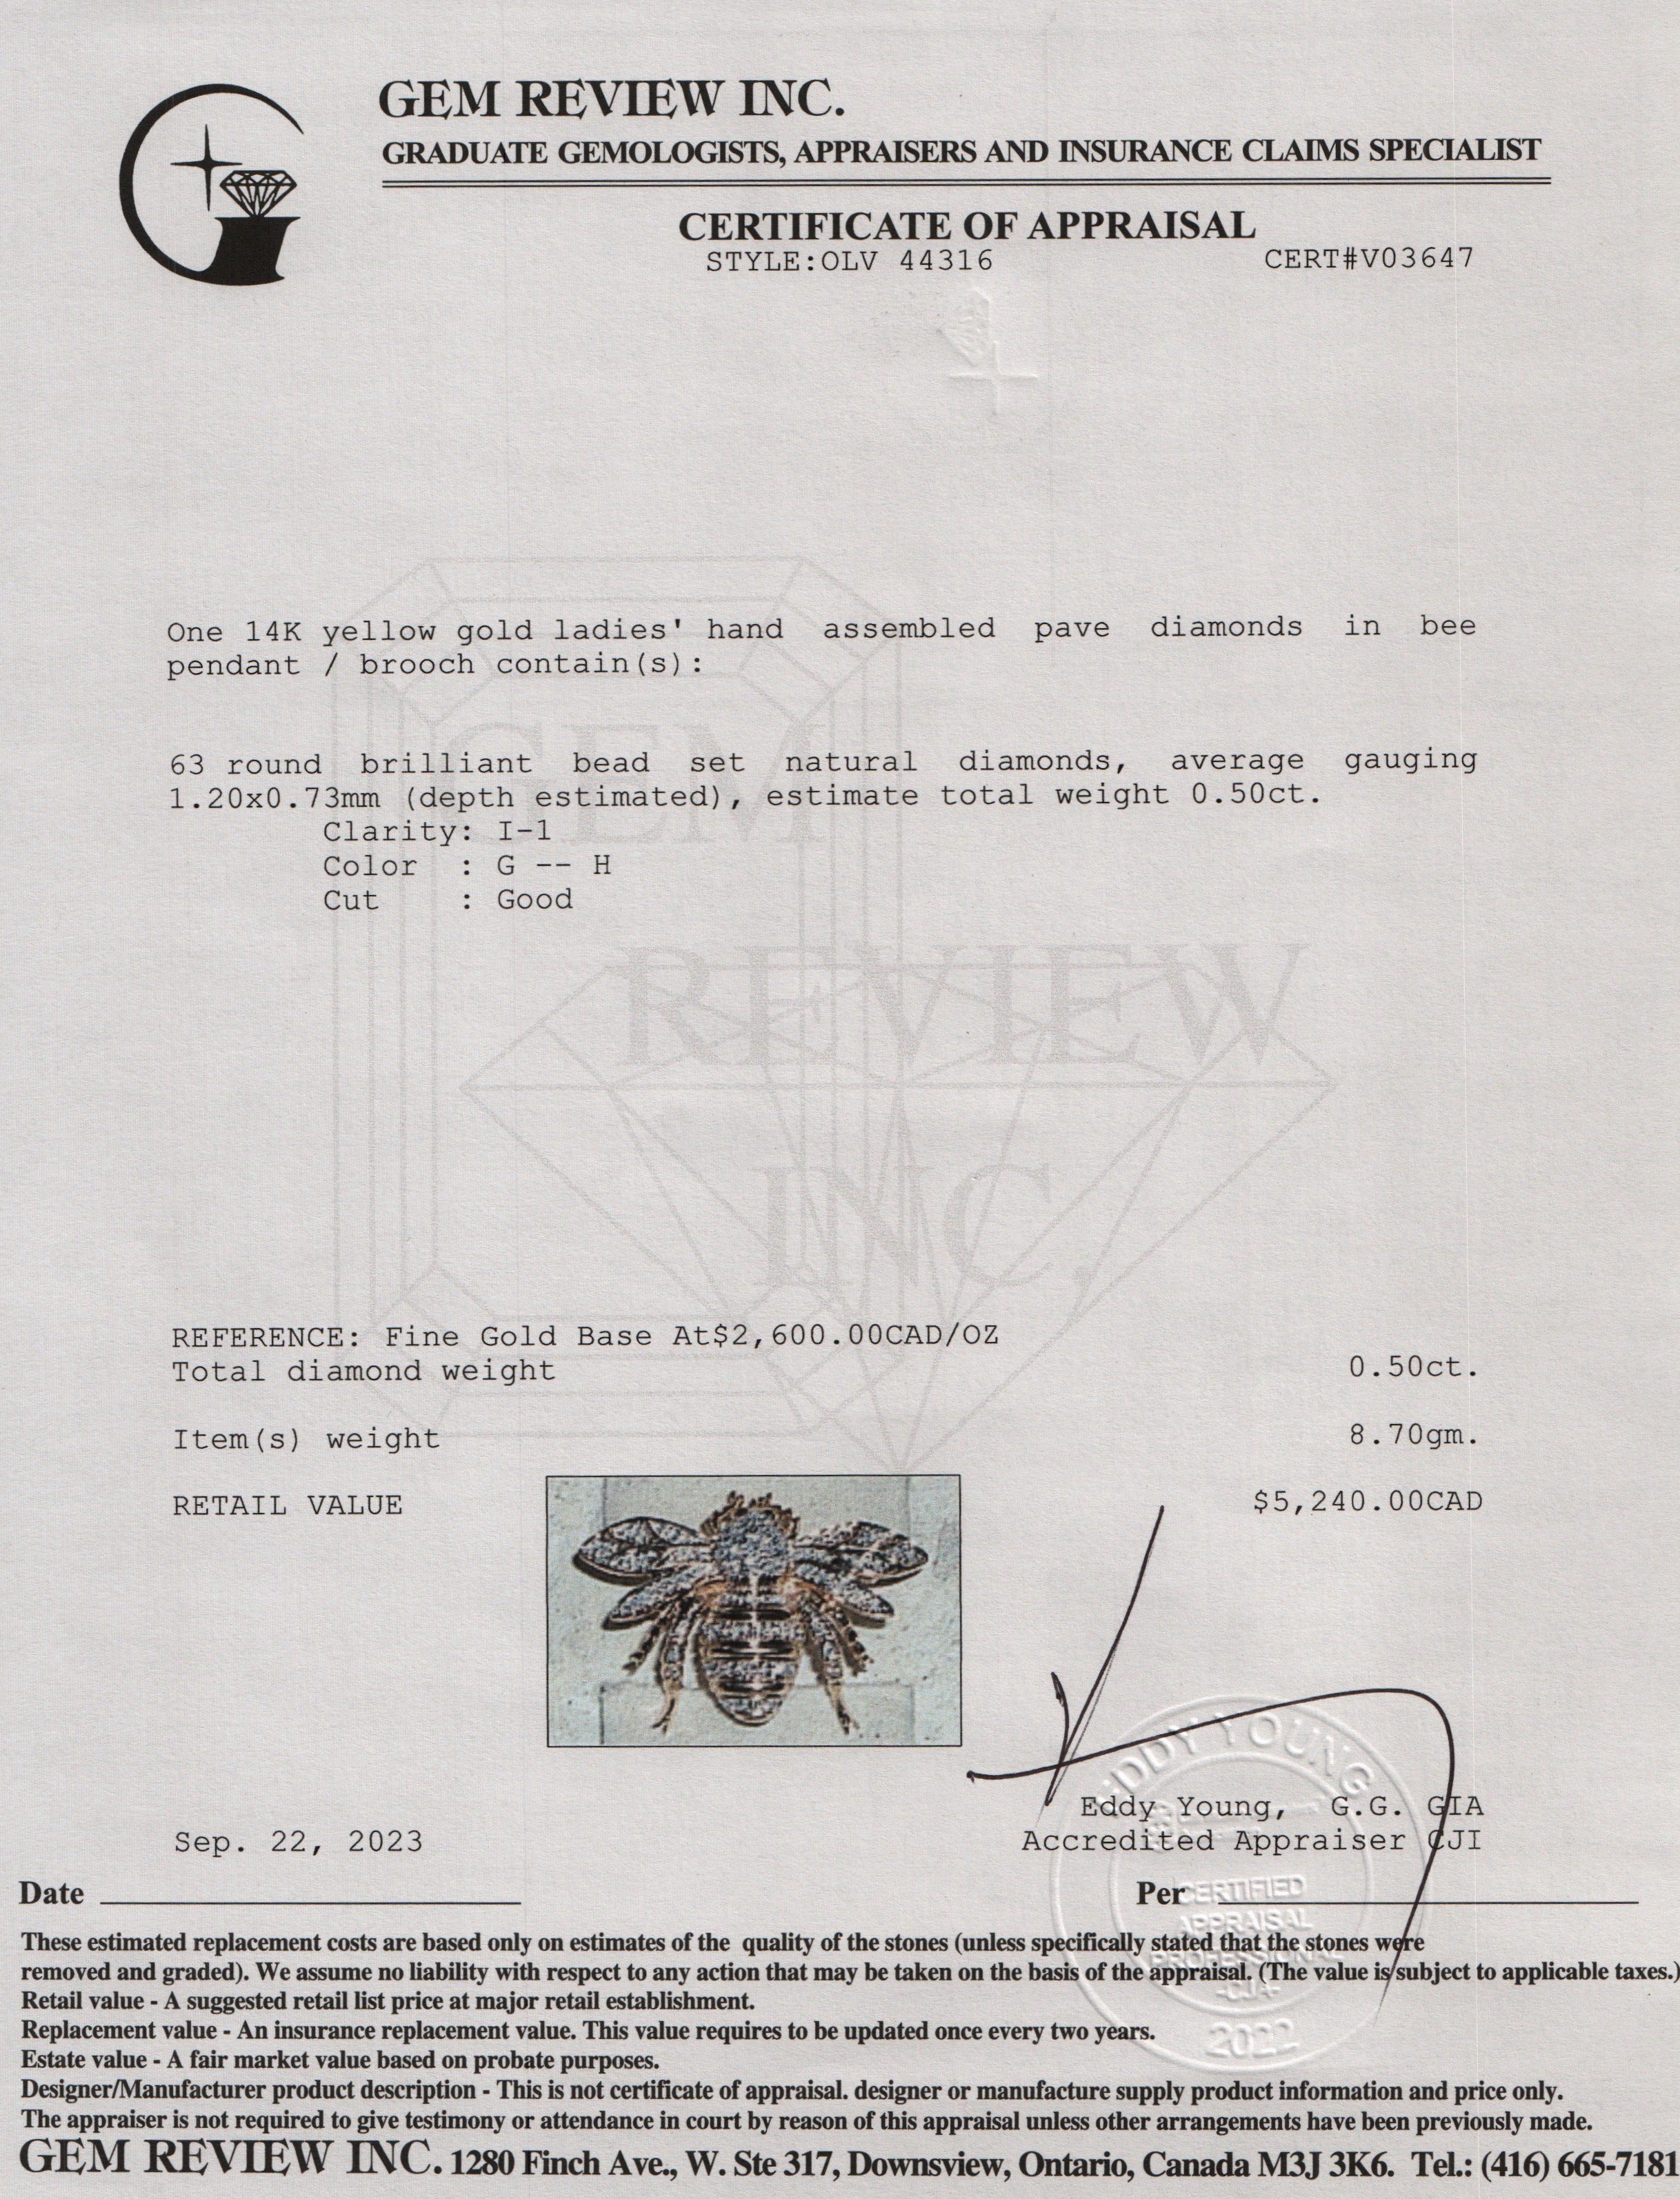 GEM REVIEW INC.
GRADUATE GEMOLOGISTS, APPRAISERS AND INSURANCE CLAIMS SPECIALIST
CERTIFICATE OF APPRAISAL
STYLE:OLV 44316 CERT#V03647
One 14K yellow gold ladies' hand assembled pave diamonds in bee
pendant / brooch contain(s):
63 round brilliant bead set natural diamonds, average gauging
1.20x0.73mm (depth estimated), estimate total weight 0.50ct.
Clarity: I-1
Color : G -- H
Cut : Good
GEM
REVIEW
INC.
REFERENCE: Fine Gold Base At$2,600.00CAD/OZ
Total diamond weight 0.50ct.
Item(s) weight 8.70gm.
RETAIL VALUE $5,240.00CAD
EDDY YOUNG
Eddy Young, G.G. GIA
Sep. 22, 2023 Accredited Appraiser CJI
Date Per
CERTIFIED
APPRAISAL
PROFESSIONAL
-CJA-
2022
These estimated replacement costs are based only on estimates of the quality of the stones (unless specifically stated that the stones were
removed and graded). We assume no liability with respect to any action that may be taken on the basis of the appraisal. (The value is subject to applicable taxes.)
Retail value - A suggested retail list price at major retail establishment.
Replacement value - An insurance replacement value. This value requires to be updated once every two years.
Estate value - A fair market value based on probate purposes.
Designer/Manufacturer product description - This is not certificate of appraisal. designer or manufacture supply product information and price only.
The appraiser is not required to give testimony or attendance in court by reason of this appraisal unless other arrangements have been previously made.
GEM REVIEW INC. 1280 Finch Ave., W. Ste 317, Downsview, Ontario, Canada M3J 3K6. Tel.: (416) 665-7181